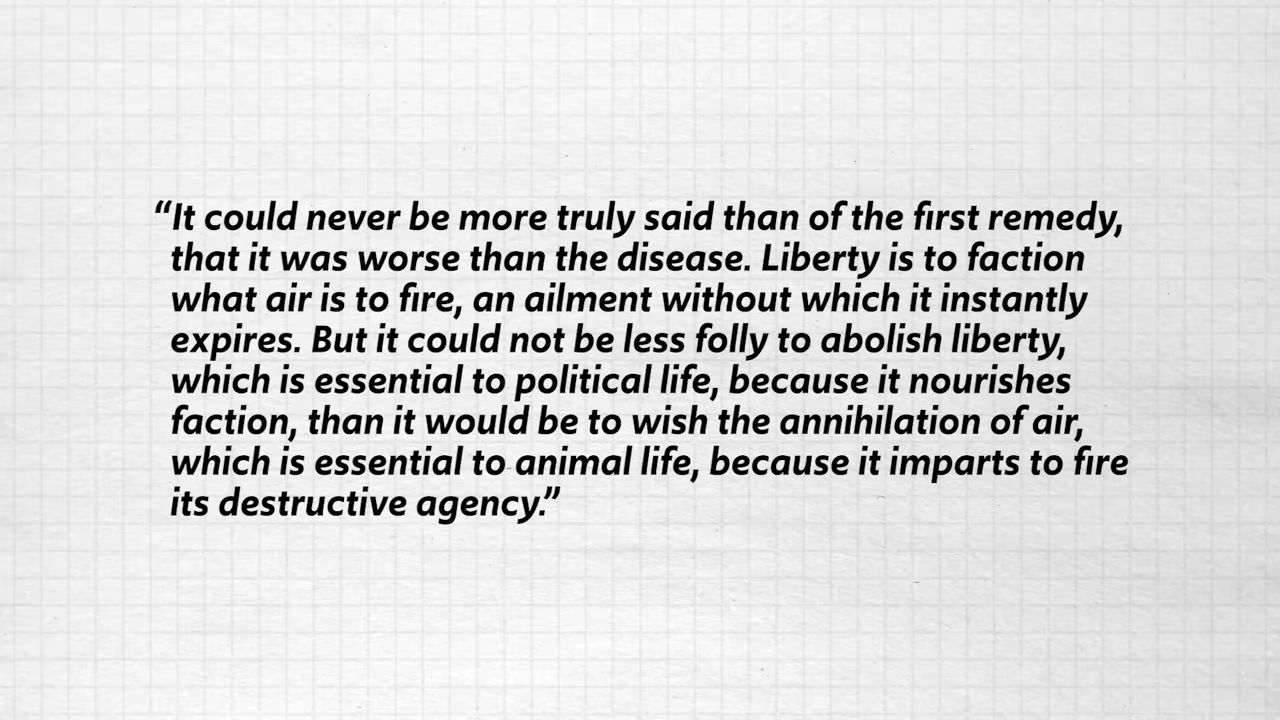 “It could never be more truly said than of the first remedy,
that it was worse than the disease. Liberty is to faction
what air is to fire, an ailment without which it instantly
expires. But it could not be less folly to abolish liberty,
which is essential to political life, because it nourishes
faction, than it would be to wish the annihilation of air,
which is essential to animal life, because it imparts to fire
its destructive agency.”